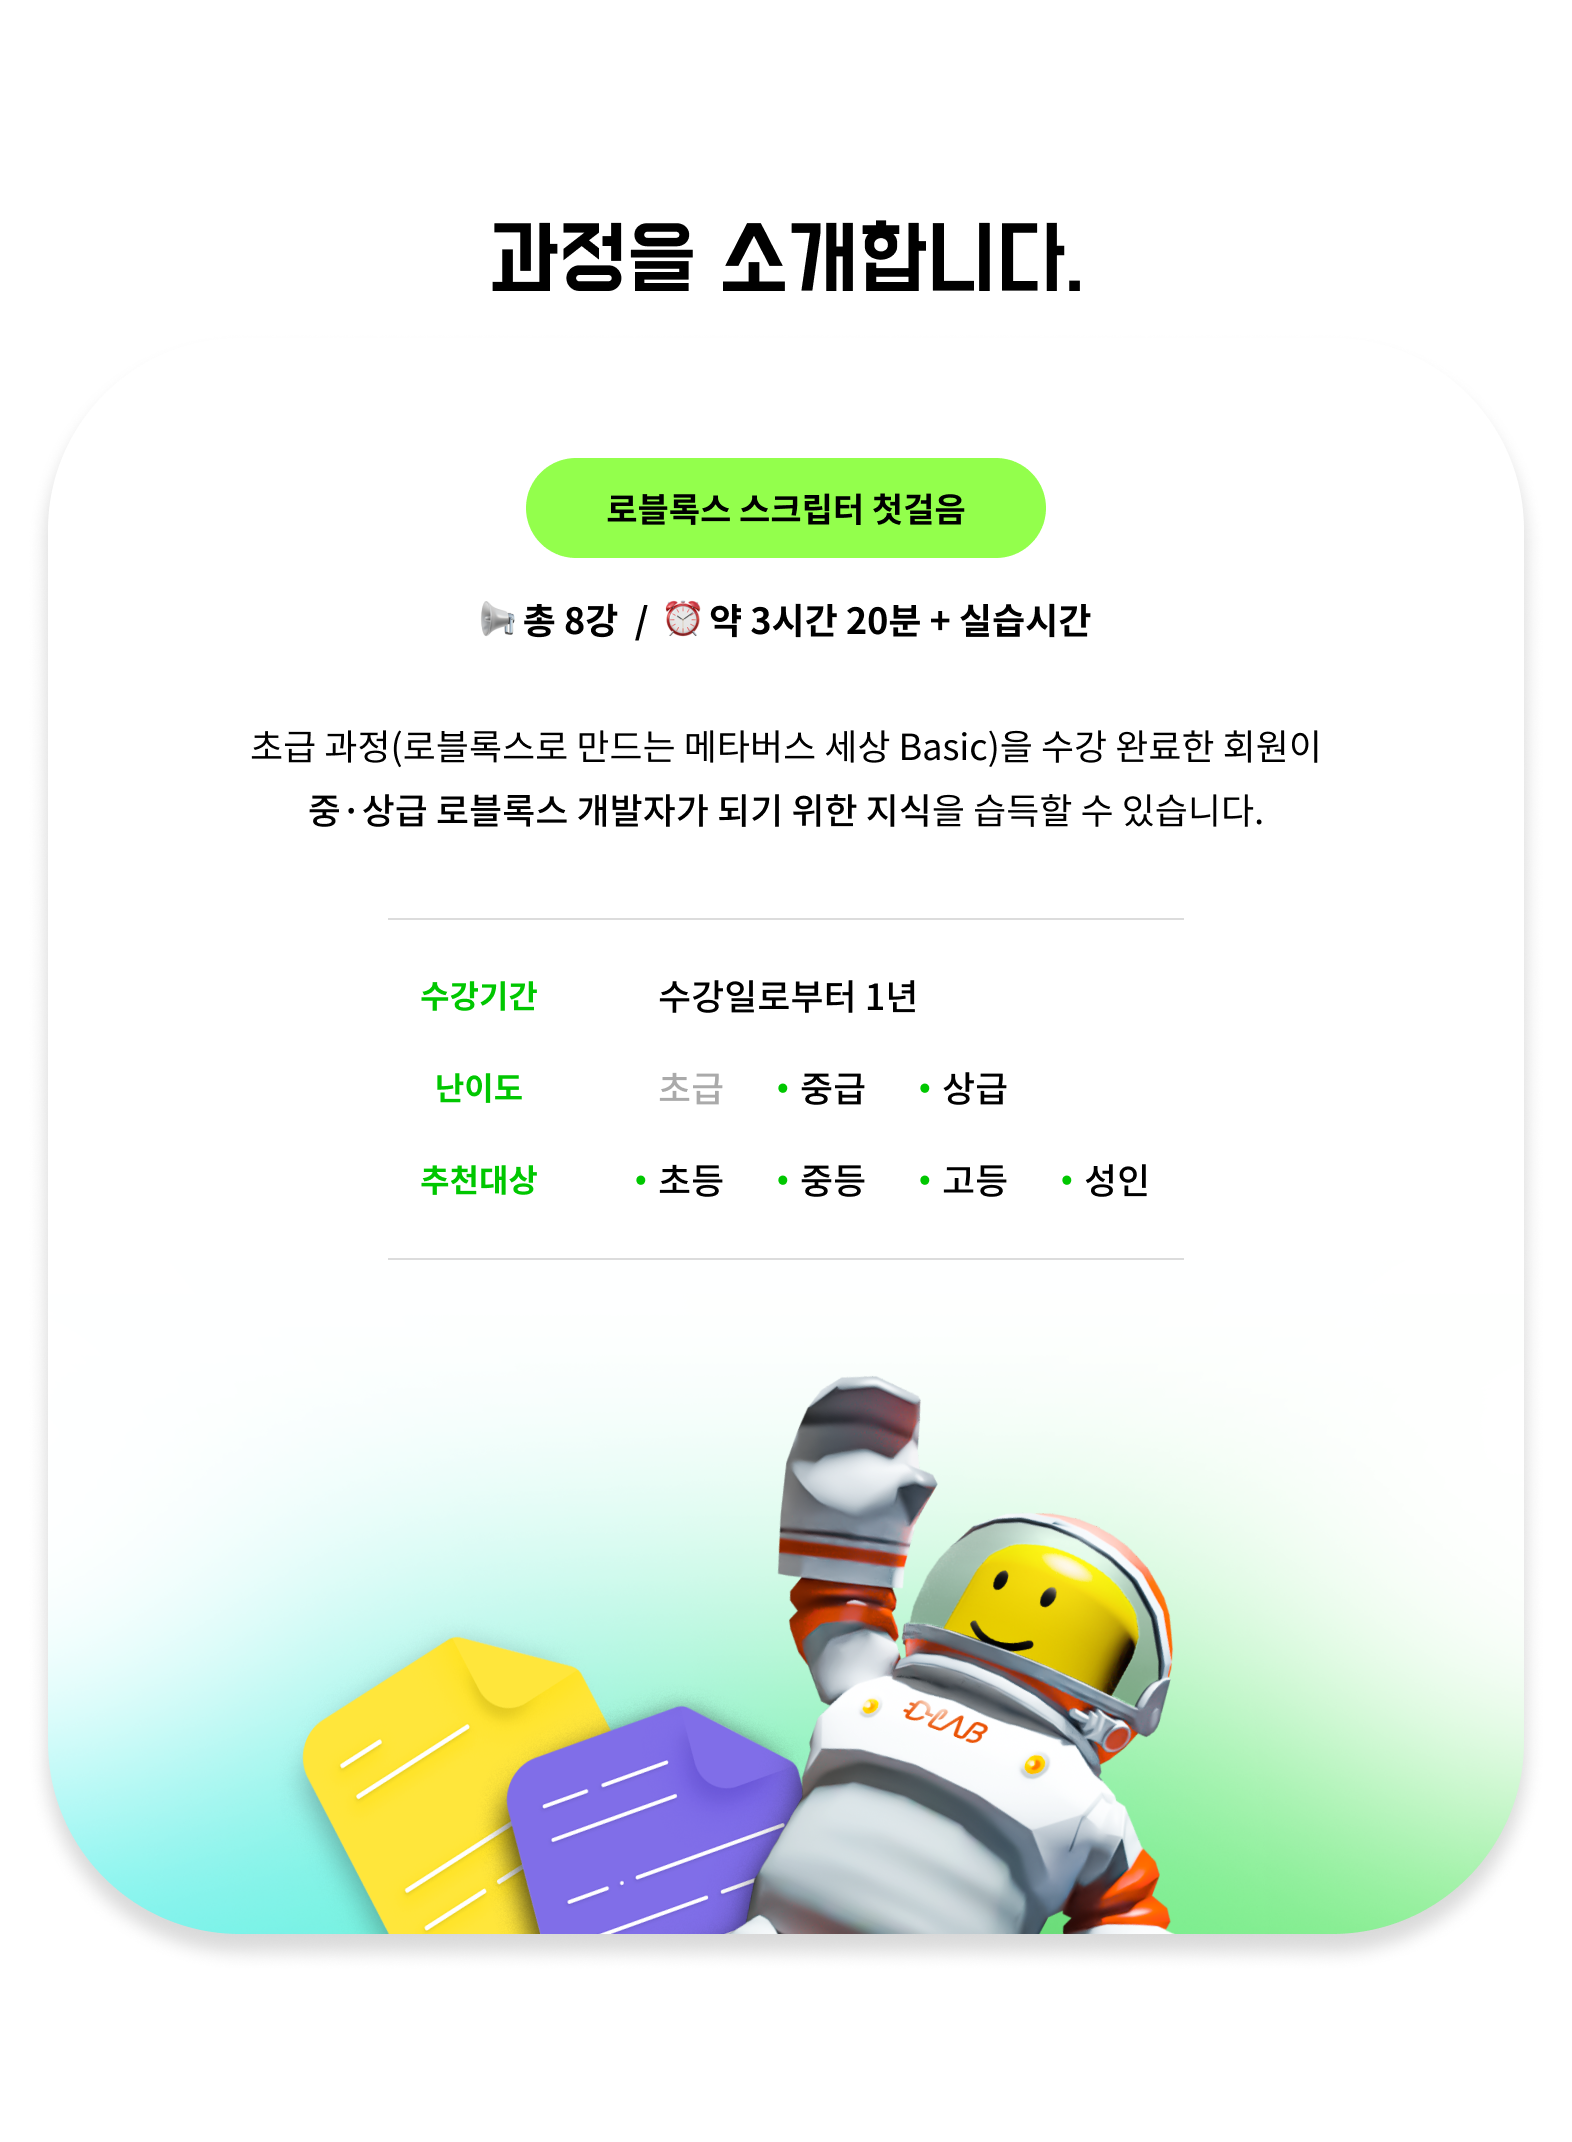 과정을 소개합니다.
로블록스 스크립터 첫걸음
총 8강 / 약 3시간 20분 + 실습시간
초급 과정(로블록스로 만드는 메타버스 세상 Basic)을 수강 완료한 회원이
중·상급 로블록스 개발자가 되기 위한 지식을 습득할 수 있습니다.
수강기간 수강일로부터 1년
난이도 초급 • 중급 • 상급
추천대상 • 초등 • 중등 • 고등 • 성인
D-LAB